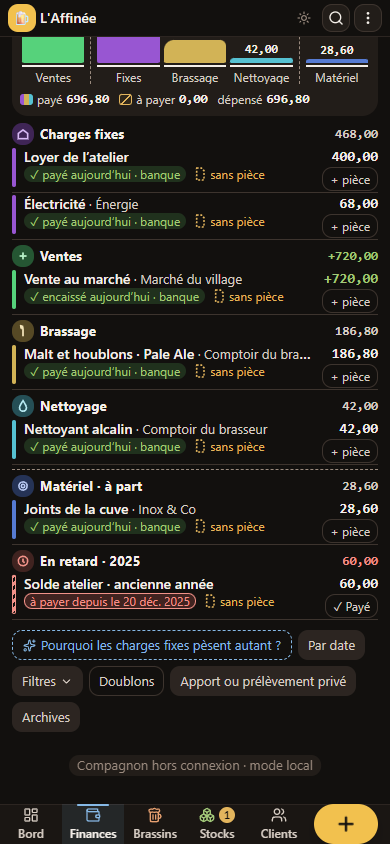 L'Affinée
42,00
28,60
Ventes
Fixes
Brassage
Nettoyage
Matériel
payé 696,80
à payer 0,00
dépensé 696,80
Charges fixes
468,00
Loyer de l'atelier
400,00
✓ payé aujourd'hui · banque
sans pièce
+ pièce
Électricité · Énergie
68,00
✓ payé aujourd'hui · banque
sans pièce
+ pièce
Ventes
+720,00
Vente au marché · Marché du village
+720,00
✓ encaissé aujourd'hui · banque
sans pièce
+ pièce
Brassage
186,80
Malt et houblons · Pale Ale · Comptoir du bra...
186,80
✓ payé aujourd'hui · banque
sans pièce
+ pièce
Nettoyage
42,00
Nettoyant alcalin · Comptoir du brasseur
42,00
✓ payé aujourd'hui · banque
sans pièce
+ pièce
Matériel · à part
28,60
Joints de la cuve · Inox & Co
28,60
✓ payé aujourd'hui · banque
sans pièce
+ pièce
En retard · 2025
60,00
Solde atelier · ancienne année
60,00
à payer depuis le 20 déc. 2025
sans pièce
✓ Payé
Pourquoi les charges fixes pèsent autant ?
Par date
Filtres
Doublons
Apport ou prélèvement privé
Archives
Compagnon hors connexion · mode local
Bord
Finances
Brassins
Stocks
1
Clients
+